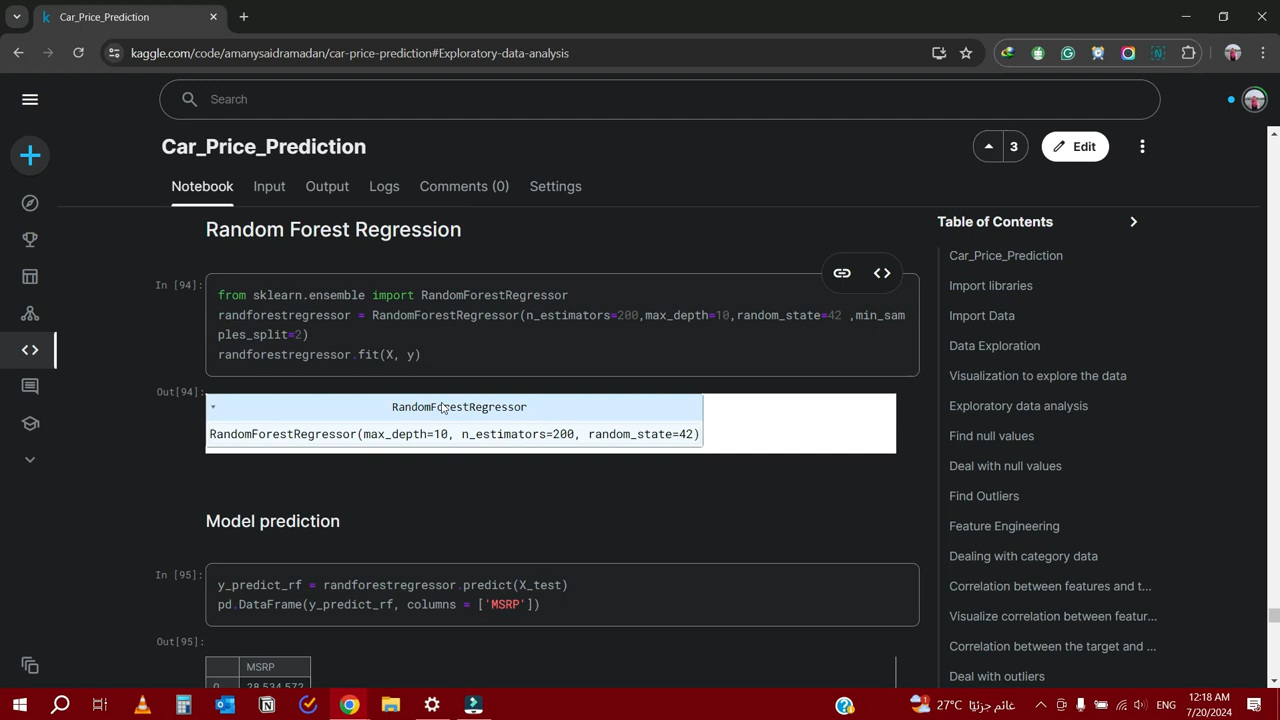 Car_Price_Prediction
kaggle.com/code/amanysaidramadan/car-price-prediction#Exploratory-data-analysis
Search
Car_Price_Prediction
3
Edit
Notebook
Input
Output
Logs
Comments (0)
Settings
Random Forest Regression
In [94]:
from sklearn.ensemble import RandomForestRegressor
randforestregressor = RandomForestRegressor(n_estimators=200,max_depth=10,random_state=42 ,min_sam
ples_split=2)
randforestregressor.fit(X, y)
Out[94]:
RandomForestRegressor
RandomForestRegressor(max_depth=10, n_estimators=200, random_state=42)
Model prediction
In [95]:
y_predict_rf = randforestregressor.predict(X_test)
pd.DataFrame(y_predict_rf, columns = ['MSRP'])
Out[95]:
MSRP
0 28,534.572
Table of Contents
Car_Price_Prediction
Import libraries
Import Data
Data Exploration
Visualization to explore the data
Exploratory data analysis
Find null values
Deal with null values
Find Outliers
Feature Engineering
Dealing with category data
Correlation between features and t...
Visualize correlation between featur...
Correlation between the target and ...
Deal with outliers
27°C غائم جزئيًا
ENG
12:18 AM
7/20/2024